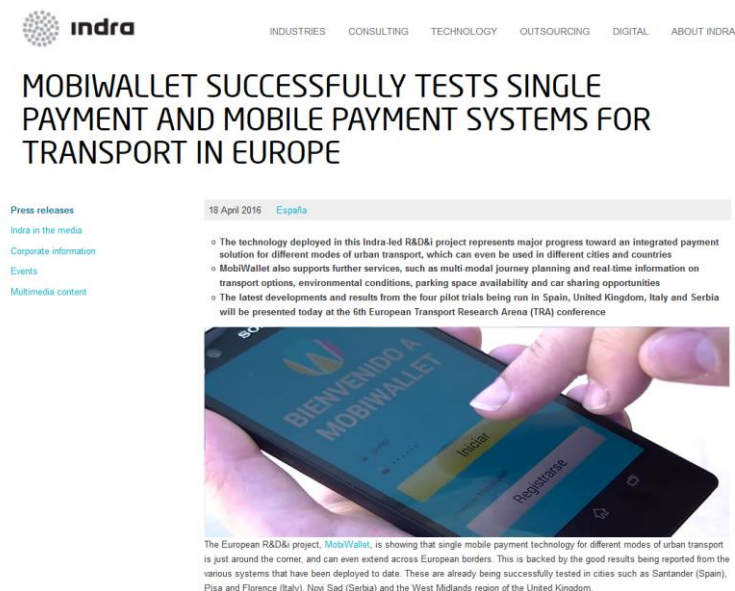 indra
INDUSTRIES CONSULTING TECHNOLOGY OUTSOURCING DIGITAL ABOUT INDRA
MOBIWALLET SUCCESSFULLY TESTS SINGLE
PAYMENT AND MOBILE PAYMENT SYSTEMS FOR
TRANSPORT IN EUROPE
Press releases
Indra in the media
Corporate information
Events
Multimedia content
18 April 2016 España
The technology deployed in this Indra-led R&D&i project represents major progress toward an integrated payment
solution for different modes of urban transport, which can even be used in different cities and countries
MobiWallet also supports further services, such as multi-modal journey planning and real-time information on
transport options, environmental conditions, parking space availability and car sharing opportunities
The latest developments and results from the four pilot trials being run in Spain, United Kingdom, Italy and Serbia
will be presented today at the 6th European Transport Research Arena (TRA) conference
BIENVENIDO A
MOBIWALLET
Iniciar
Registrarse
The European R&D&i project, MobiWallet, is showing that single mobile payment technology for different modes of urban transport
is just around the corner, and can even extend across European borders. This is backed by the good results being reported from the
various systems that have been deployed to date. These are already being successfully tested in cities such as Santander (Spain),
Pisa and Florence (Italy), Novi Sad (Serbia) and the West Midlands region of the United Kingdom.